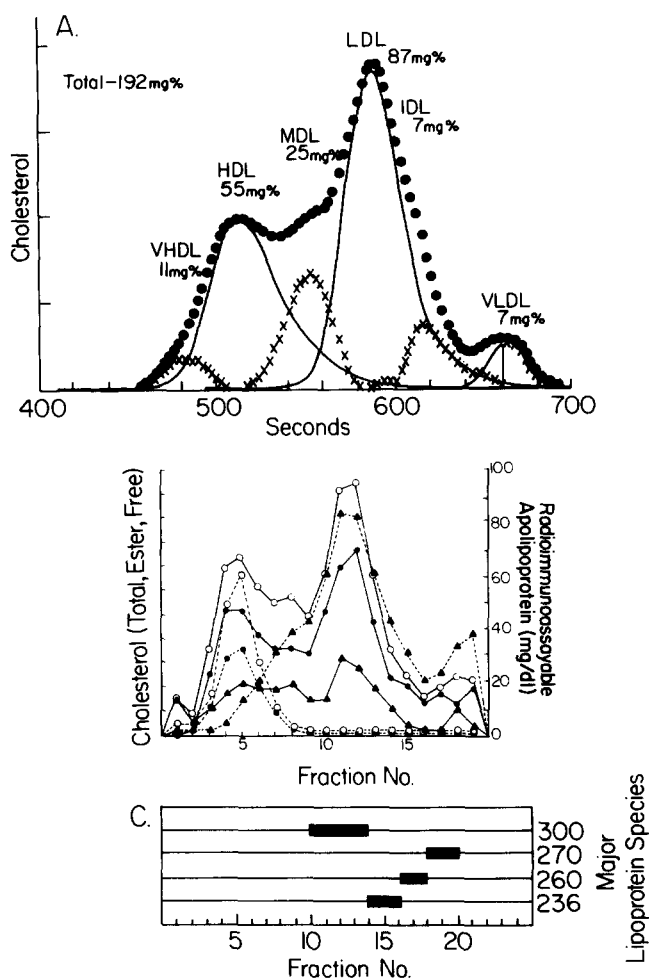 A.
LDL
87mg%
Total-192mg%
IDL
7mg%
MDL
25mg%
HDL
55mg%
VHDL
11mg%
VLDL
7mg%
Cholesterol
400 500 600 700
Seconds
Cholesterol (Total, Ester, Free)
100
80
60
40
20
0
Radioimmunoassayable
Apolipoprotein (mg/dl)
5 10 15
Fraction No.
C.
300
270
260
236
Major
Lipoprotein Species
5 10 15 20
Fraction No.